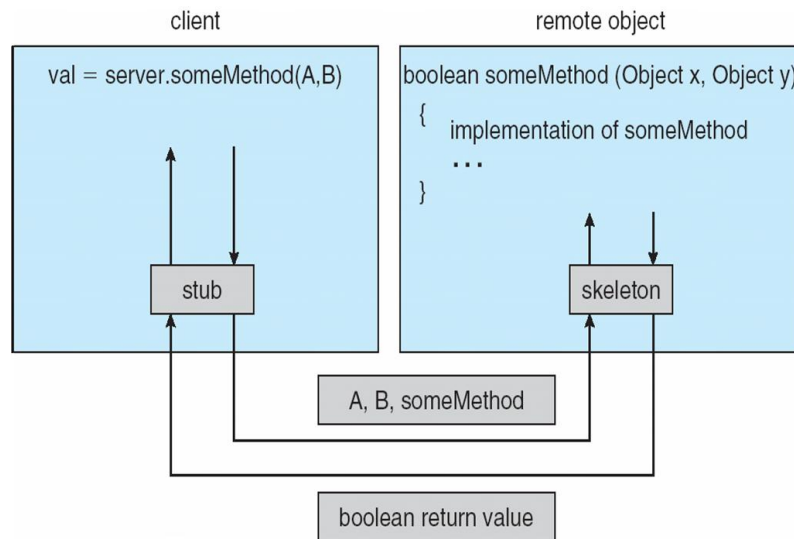 client
val = server.someMethod(A,B)
stub
remote object
boolean someMethod (Object x, Object y)
{
implementation of someMethod
...
}
skeleton
A, B, someMethod
boolean return value